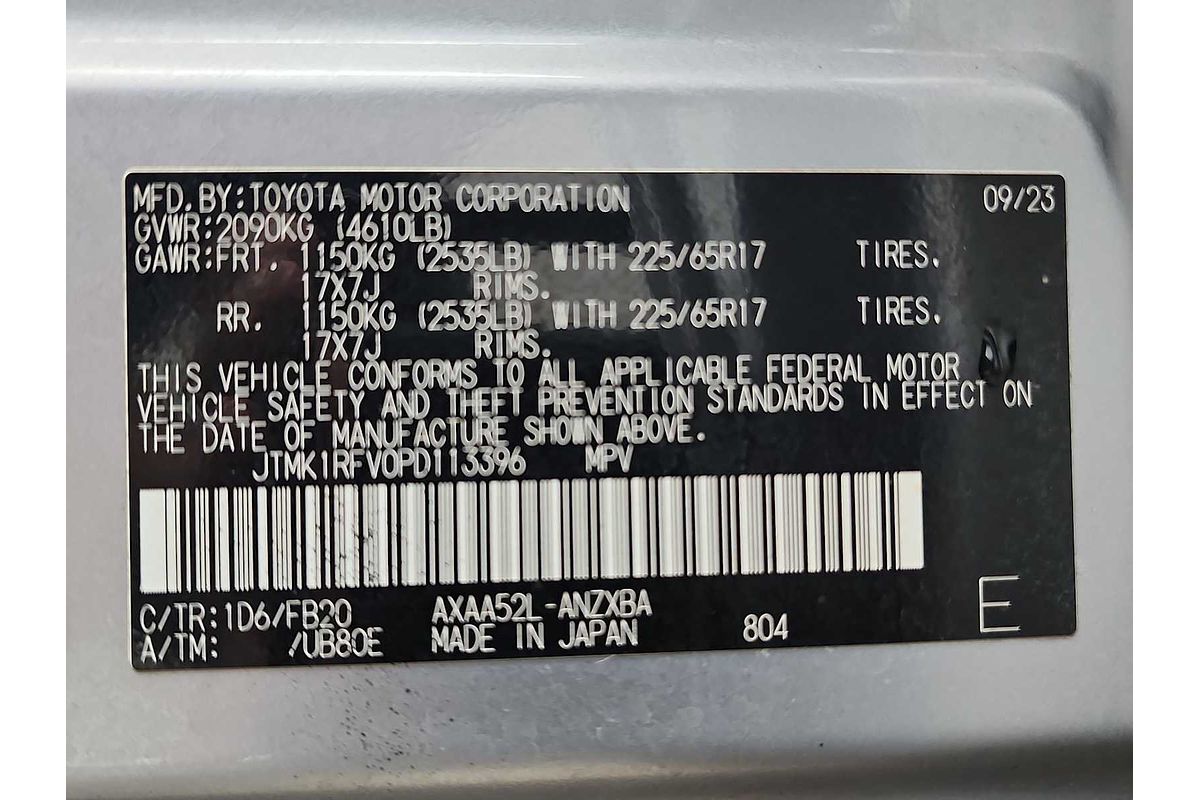 MFD.BY:TOYOTA MOTOR CORPORATION 09/23
GVWR:2090KG (4610LB)
GAWR:FRT. 1150KG (2535LB) WITH 225/65R17 TIRES.
17X7J RIMS.
RR. 1150KG (2535LB) WITH 225/65R17 TIRES.
17X7J RIMS.
THIS VEHICLE CONFORMS TO ALL APPLICABLE FEDERAL MOTOR
VEHICLE SAFETY AND THEFT PREVENTION STANDARDS IN EFFECT ON
THE DATE OF MANUFACTURE SHOWN ABOVE.
JTMK1RFV0PD113396 MPV
C/TR:1D6/FB20 AXAA52L-ANZXBA
A/TM: /UB80E MADE IN JAPAN 804 E